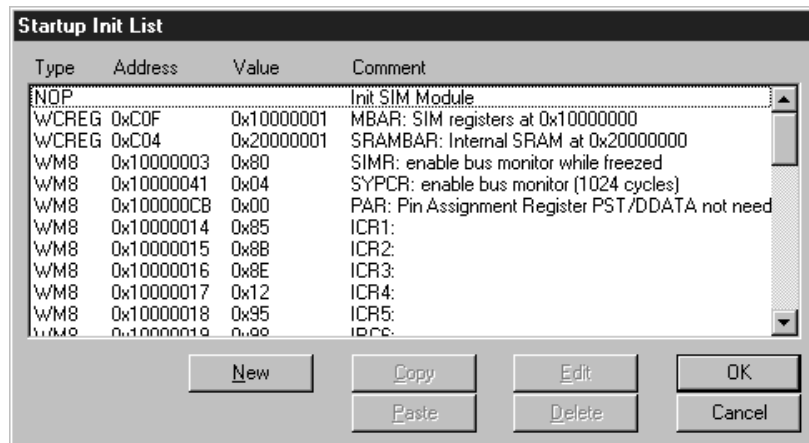 Startup Init List
Type Address Value Comment
NOP Init SIM Module
WCREG 0xC0F 0x10000001 MBAR: SIM registers at 0x10000000
WCREG 0xC04 0x20000001 SRAMBAR: Internal SRAM at 0x20000000
WM8 0x10000003 0x80 SIMR: enable bus monitor while freezed
WM8 0x10000041 0x04 SYPCR: enable bus monitor (1024 cycles)
WM8 0x100000CB 0x00 PAR: Pin Assignment Register PST/DDATA not need
WM8 0x10000014 0x85 ICR1:
WM8 0x10000015 0x8B ICR2:
WM8 0x10000016 0x8E ICR3:
WM8 0x10000017 0x12 ICR4:
WM8 0x10000018 0x95 ICR5:
WM8 0x10000019
New Copy Edit OK
Paste Delete Cancel